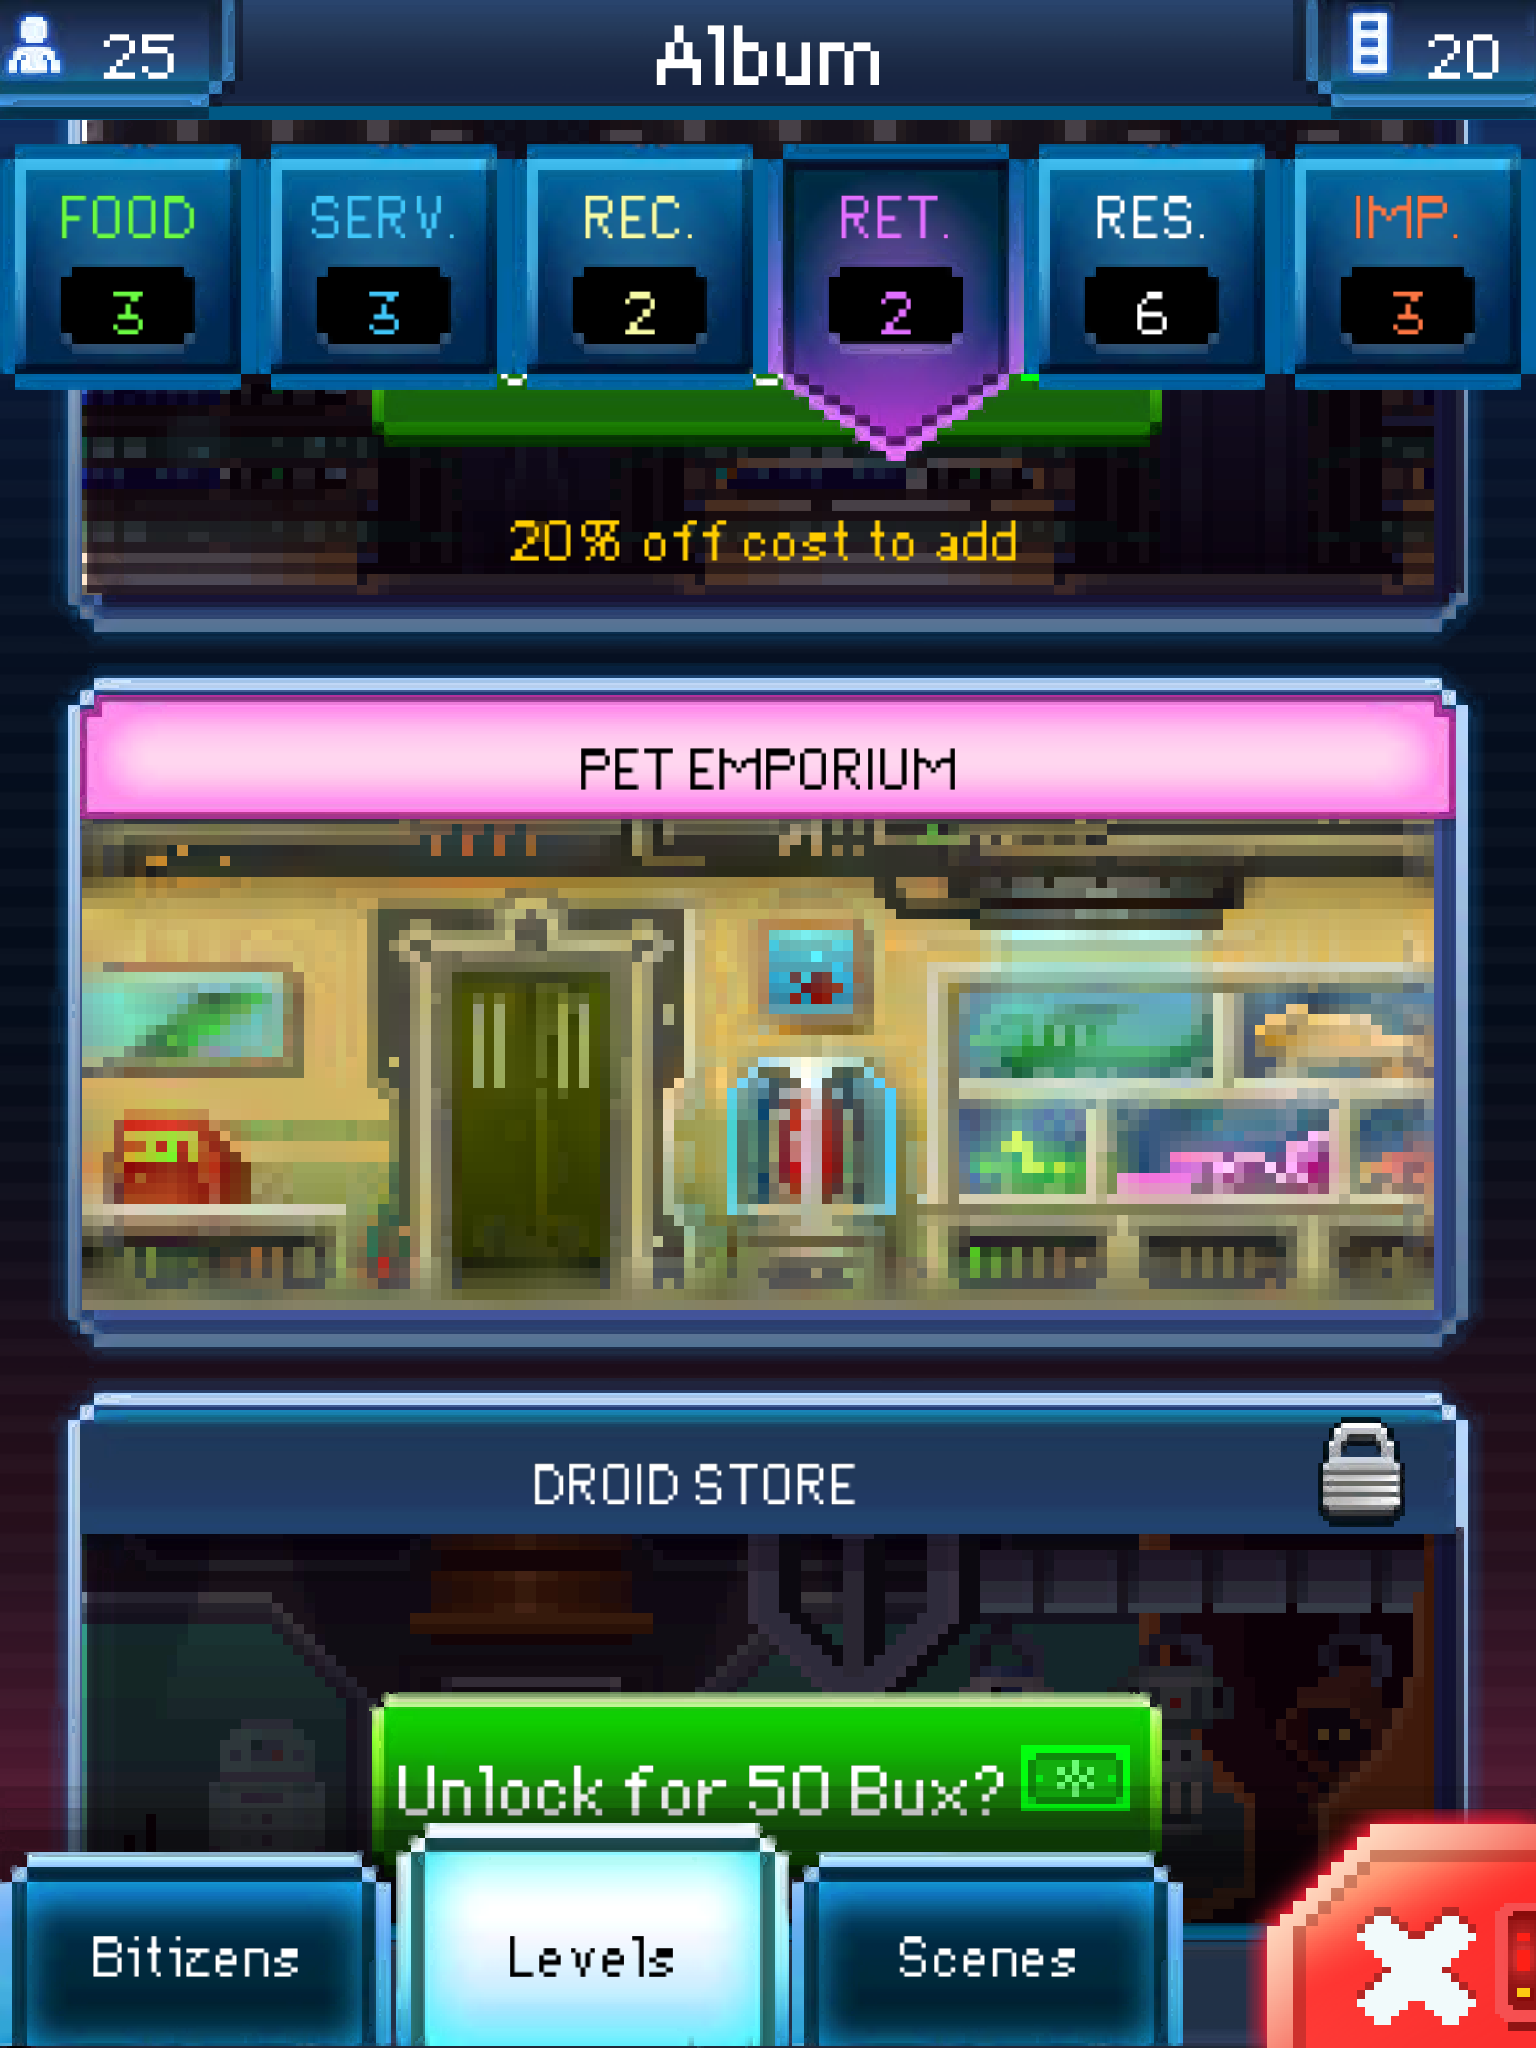 25 Album 20
FOOD SERV. REC. RET. RES. IMP.
3 3 2 2 6 3
20% off cost to add
PET EMPORIUM
DROID STORE
Unlock for 50 Bux?
Bitizens Levels Scenes